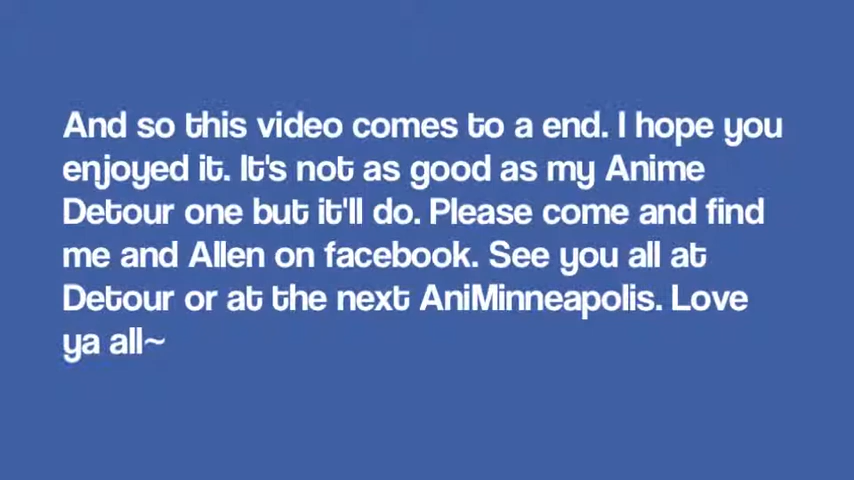 And so this video comes to a end. I hope you
enjoyed it. It's not as good as my Anime
Detour one but it'll do. Please come and find
me and Allen on facebook. See you all at
Detour or at the next AniMinneapolis. Love
ya all~